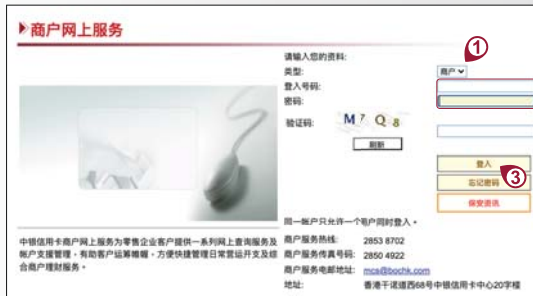 商户网上服务
请输入您的资料:
类型: 商户
①
登入号码:
密码:
验证码: M 7 Q 8
刷新
登入
忘记密码 ③
保安资讯
同一账户只允许一个用户同时登入。
中银信用卡商户网上服务为零售企业客户提供一系列网上查询服务及
帐户支援管理,有助客户运筹帷幄,方便快捷管理日常营运开支及综
合商户理财服务。
商户服务热线: 2853 8702
商户服务传真号码: 2850 4922
商户服务电邮地址: mcs@bochk.com
地址: 香港干诺道西68号中银信用卡中心20字楼